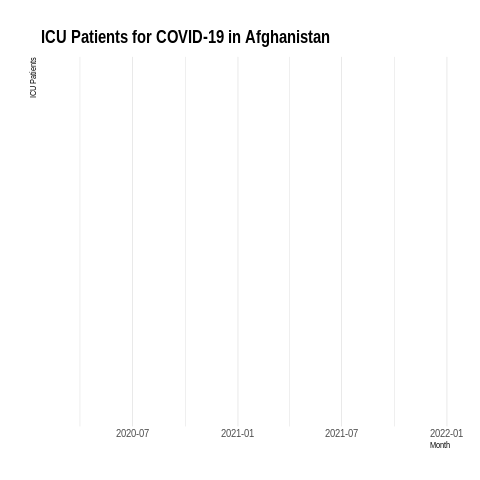 ICU Patients for COVID-19 in Afghanistan
ICU Patients
2020-07
2021-01
2021-07
2022-01
Month